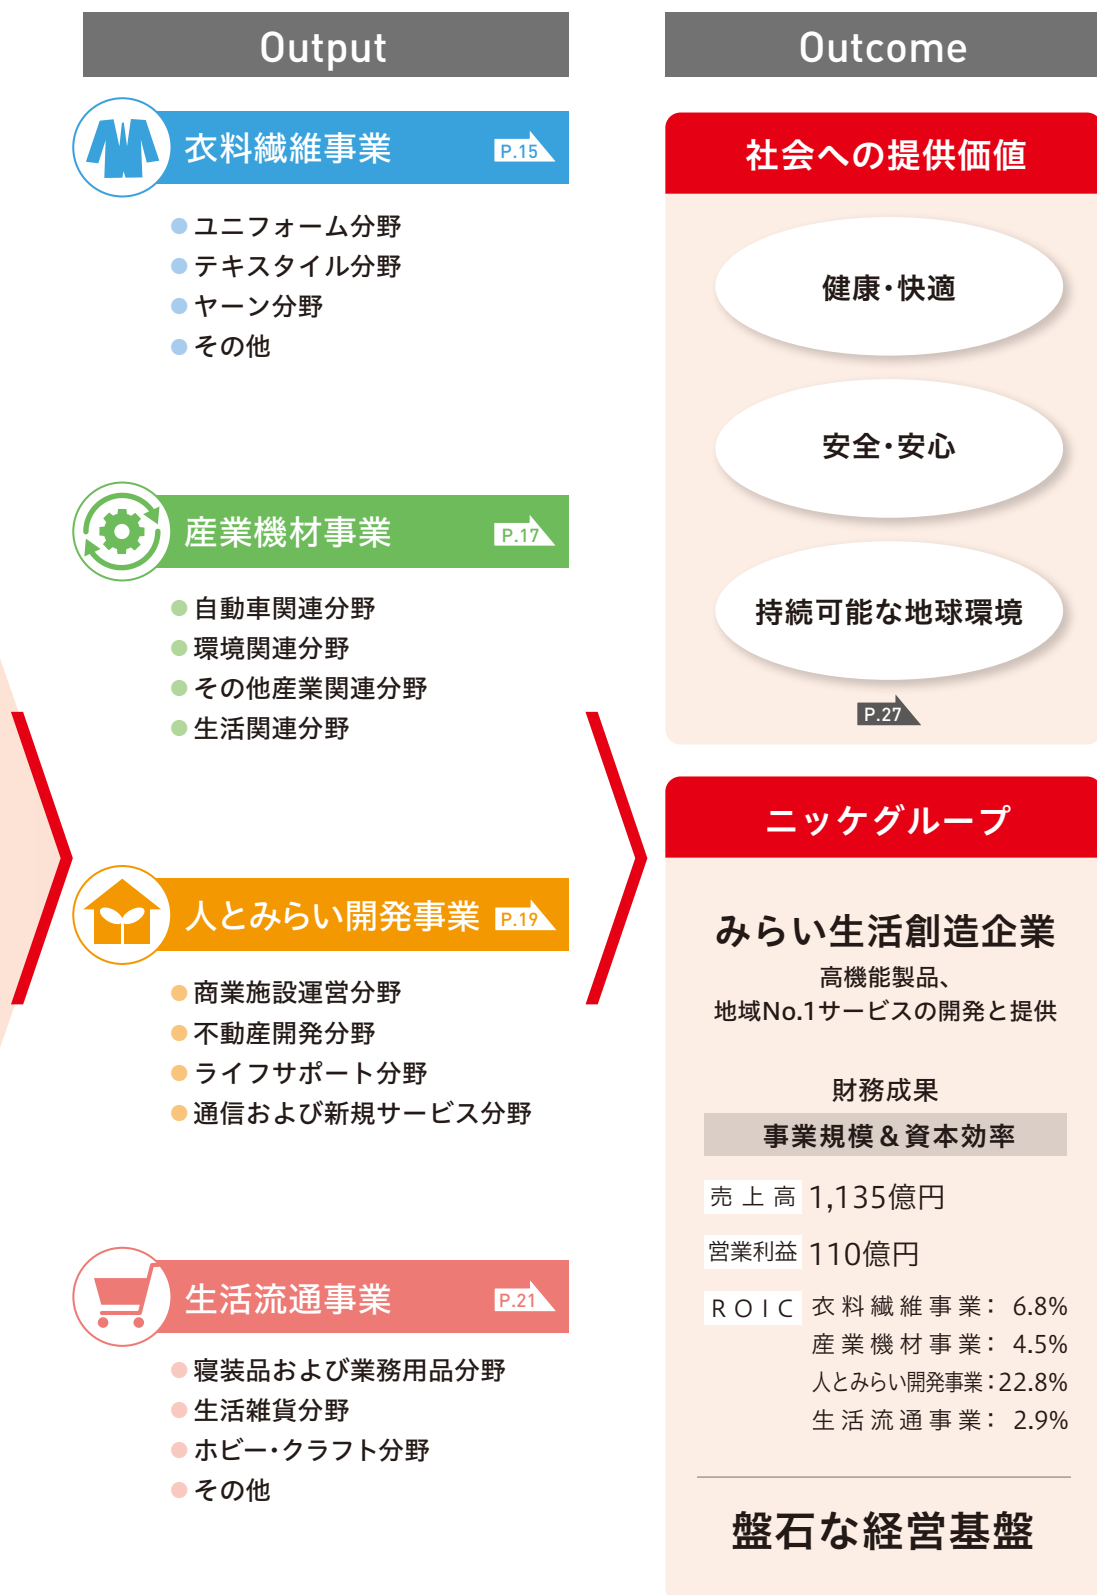 Output
衣料繊維事業 P.15
ユニフォーム分野
テキスタイル分野
ヤーン分野
その他
産業機材事業 P.17
自動車関連分野
環境関連分野
その他産業関連分野
生活関連分野
人とみらい開発事業 P.19
商業施設運営分野
不動産開発分野
ライフサポート分野
通信および新規サービス分野
生活流通事業 P.21
寝装品および業務用品分野
生活雑貨分野
ホビー・クラフト分野
その他
Outcome
社会への提供価値
健康・快適
安全・安心
持続可能な地球環境
P.27
ニッケグループ
みらい生活創造企業
高機能製品、
地域No.1サービスの開発と提供
財務成果
事業規模＆資本効率
売上高 1,135億円
営業利益 110億円
ROIC 衣料繊維事業： 6.8%
産業機材事業： 4.5%
人とみらい開発事業：22.8%
生活流通事業： 2.9%
盤石な経営基盤